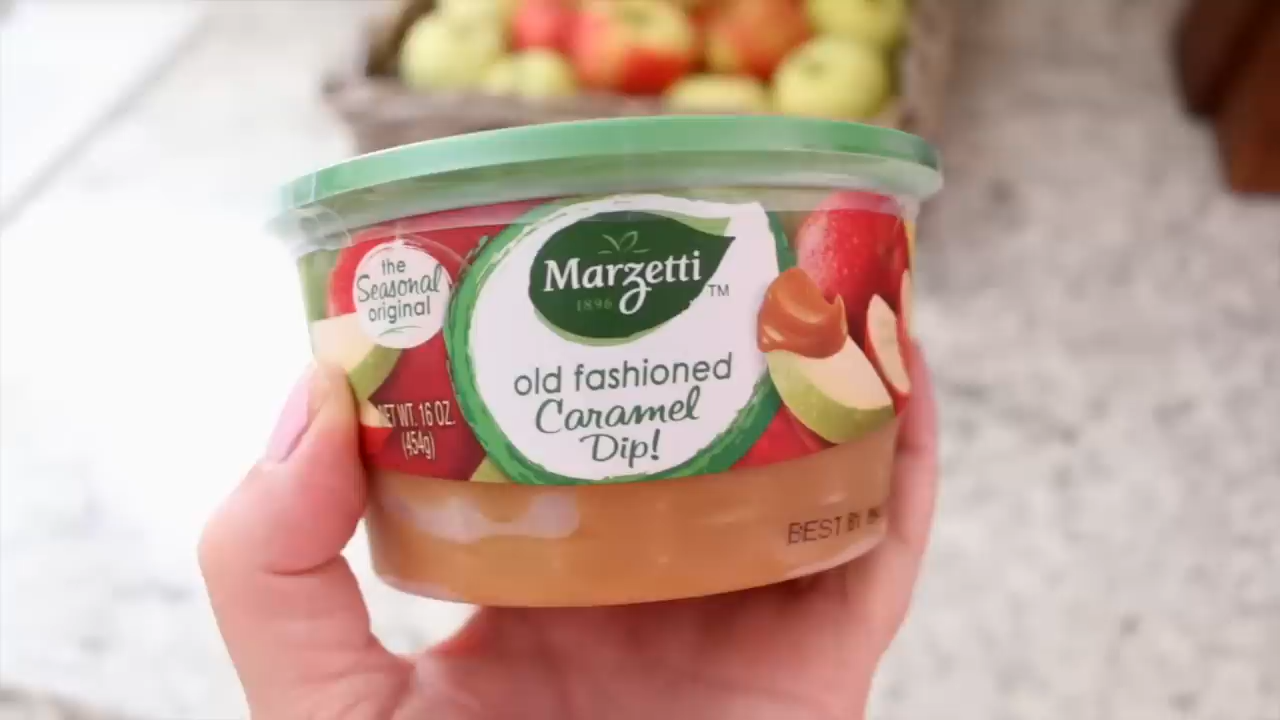 the
Seasonal
original
Marzetti
1896
TM
old fashioned
Caramel
Dip!
NET WT. 16 OZ.
(454g)
BEST BY